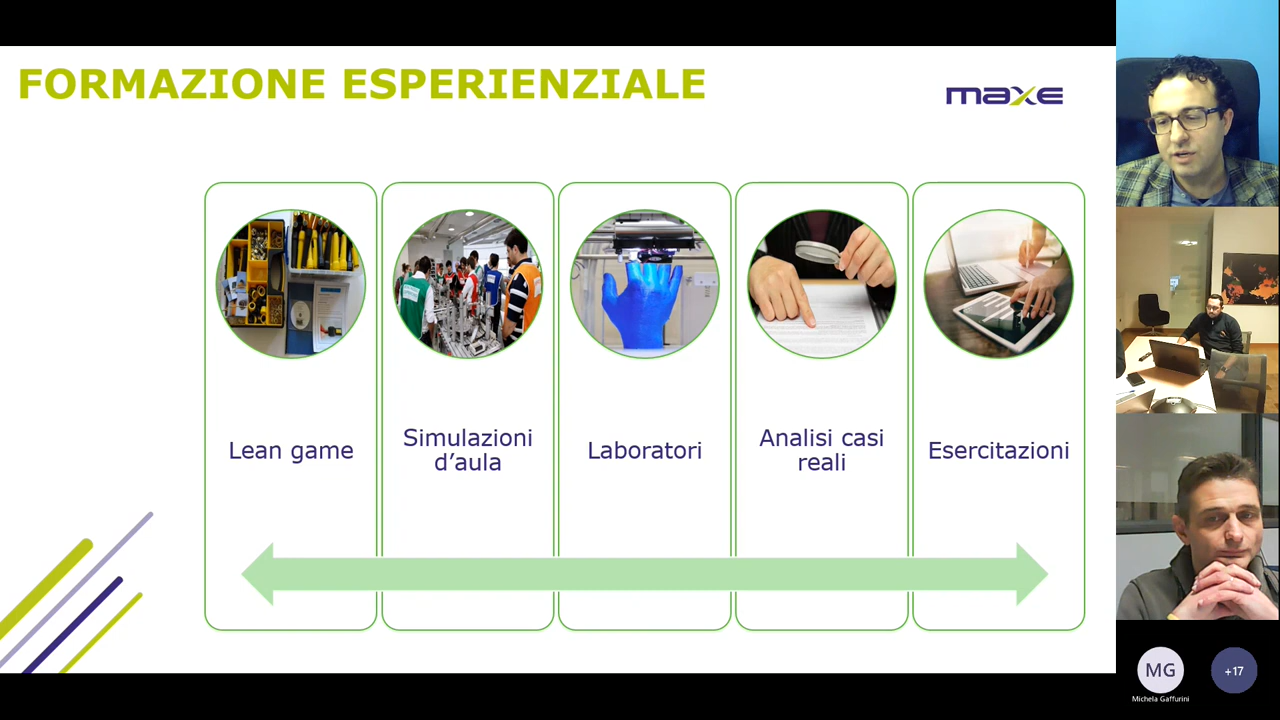 FORMAZIONE ESPERIENZIALE
maxe
Lean game
Simulazioni
d’aula
Laboratori
Analisi casi
reali
Esercitazioni
MG
+17
Michela Gaffurini